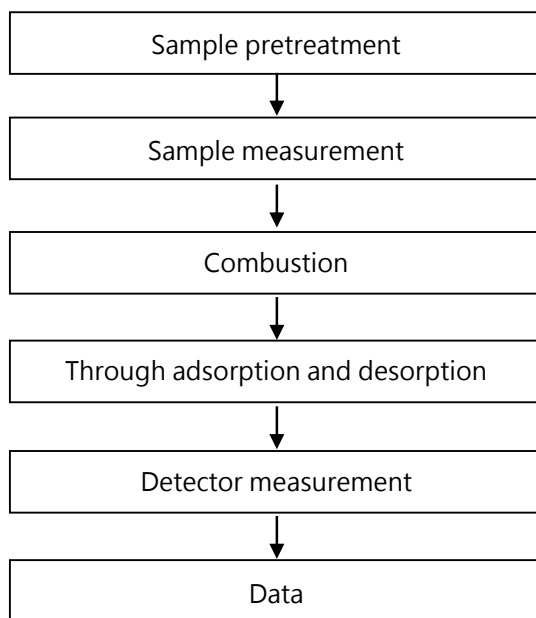 Sample pretreatment
Sample measurement
Combustion
Through adsorption and desorption
Detector measurement
Data